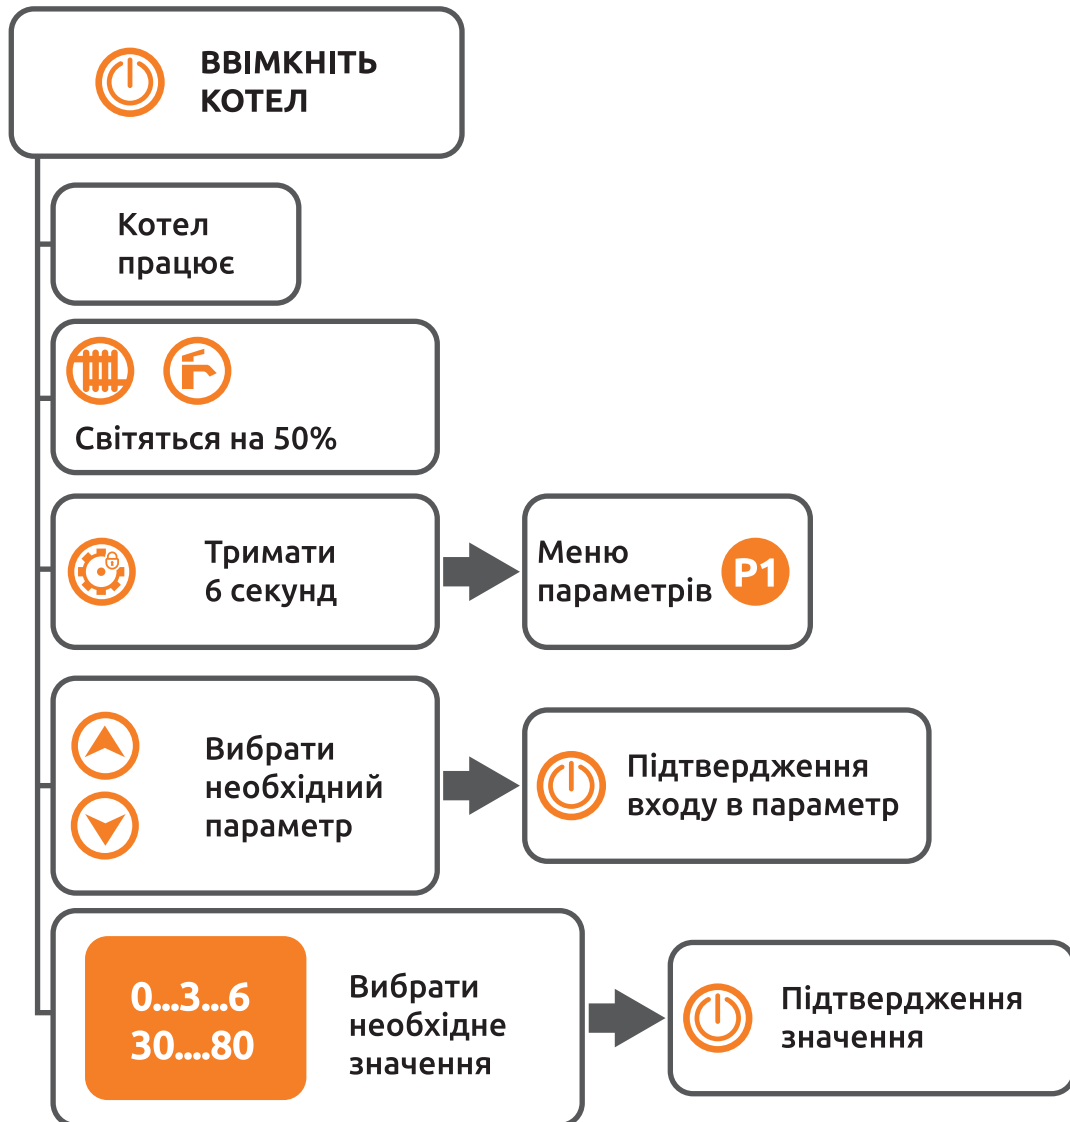 ВВІМКНІТЬ
КОТЕЛ
Котел
працює
Світяться на 50%
Тримати
6 секунд
Меню
параметрів
P1
Вибрати
необхідний
параметр
Підтвердження
входу в параметр
0...3...6
30....80
Вибрати
необхідне
значення
Підтвердження
значення